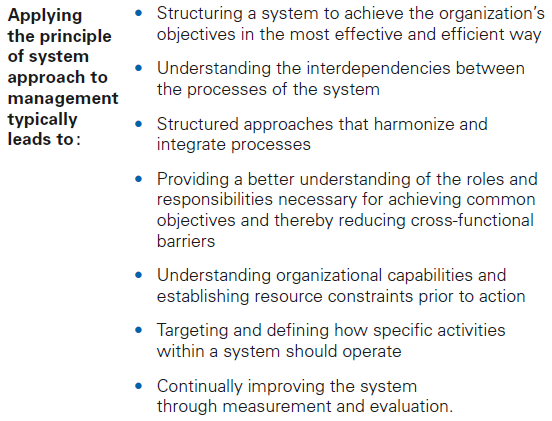 Applying
the principle
of system
approach to
management
typically
leads to:
• Structuring a system to achieve the organization's
objectives in the most effective and efficient way
• Understanding the interdependencies between
the processes of the system
• Structured approaches that harmonize and
integrate processes
• Providing a better understanding of the roles and
responsibilities necessary for achieving common
objectives and thereby reducing cross-functional
barriers
• Understanding organizational capabilities and
establishing resource constraints prior to action
• Targeting and defining how specific activities
within a system should operate
• Continually improving the system
through measurement and evaluation.